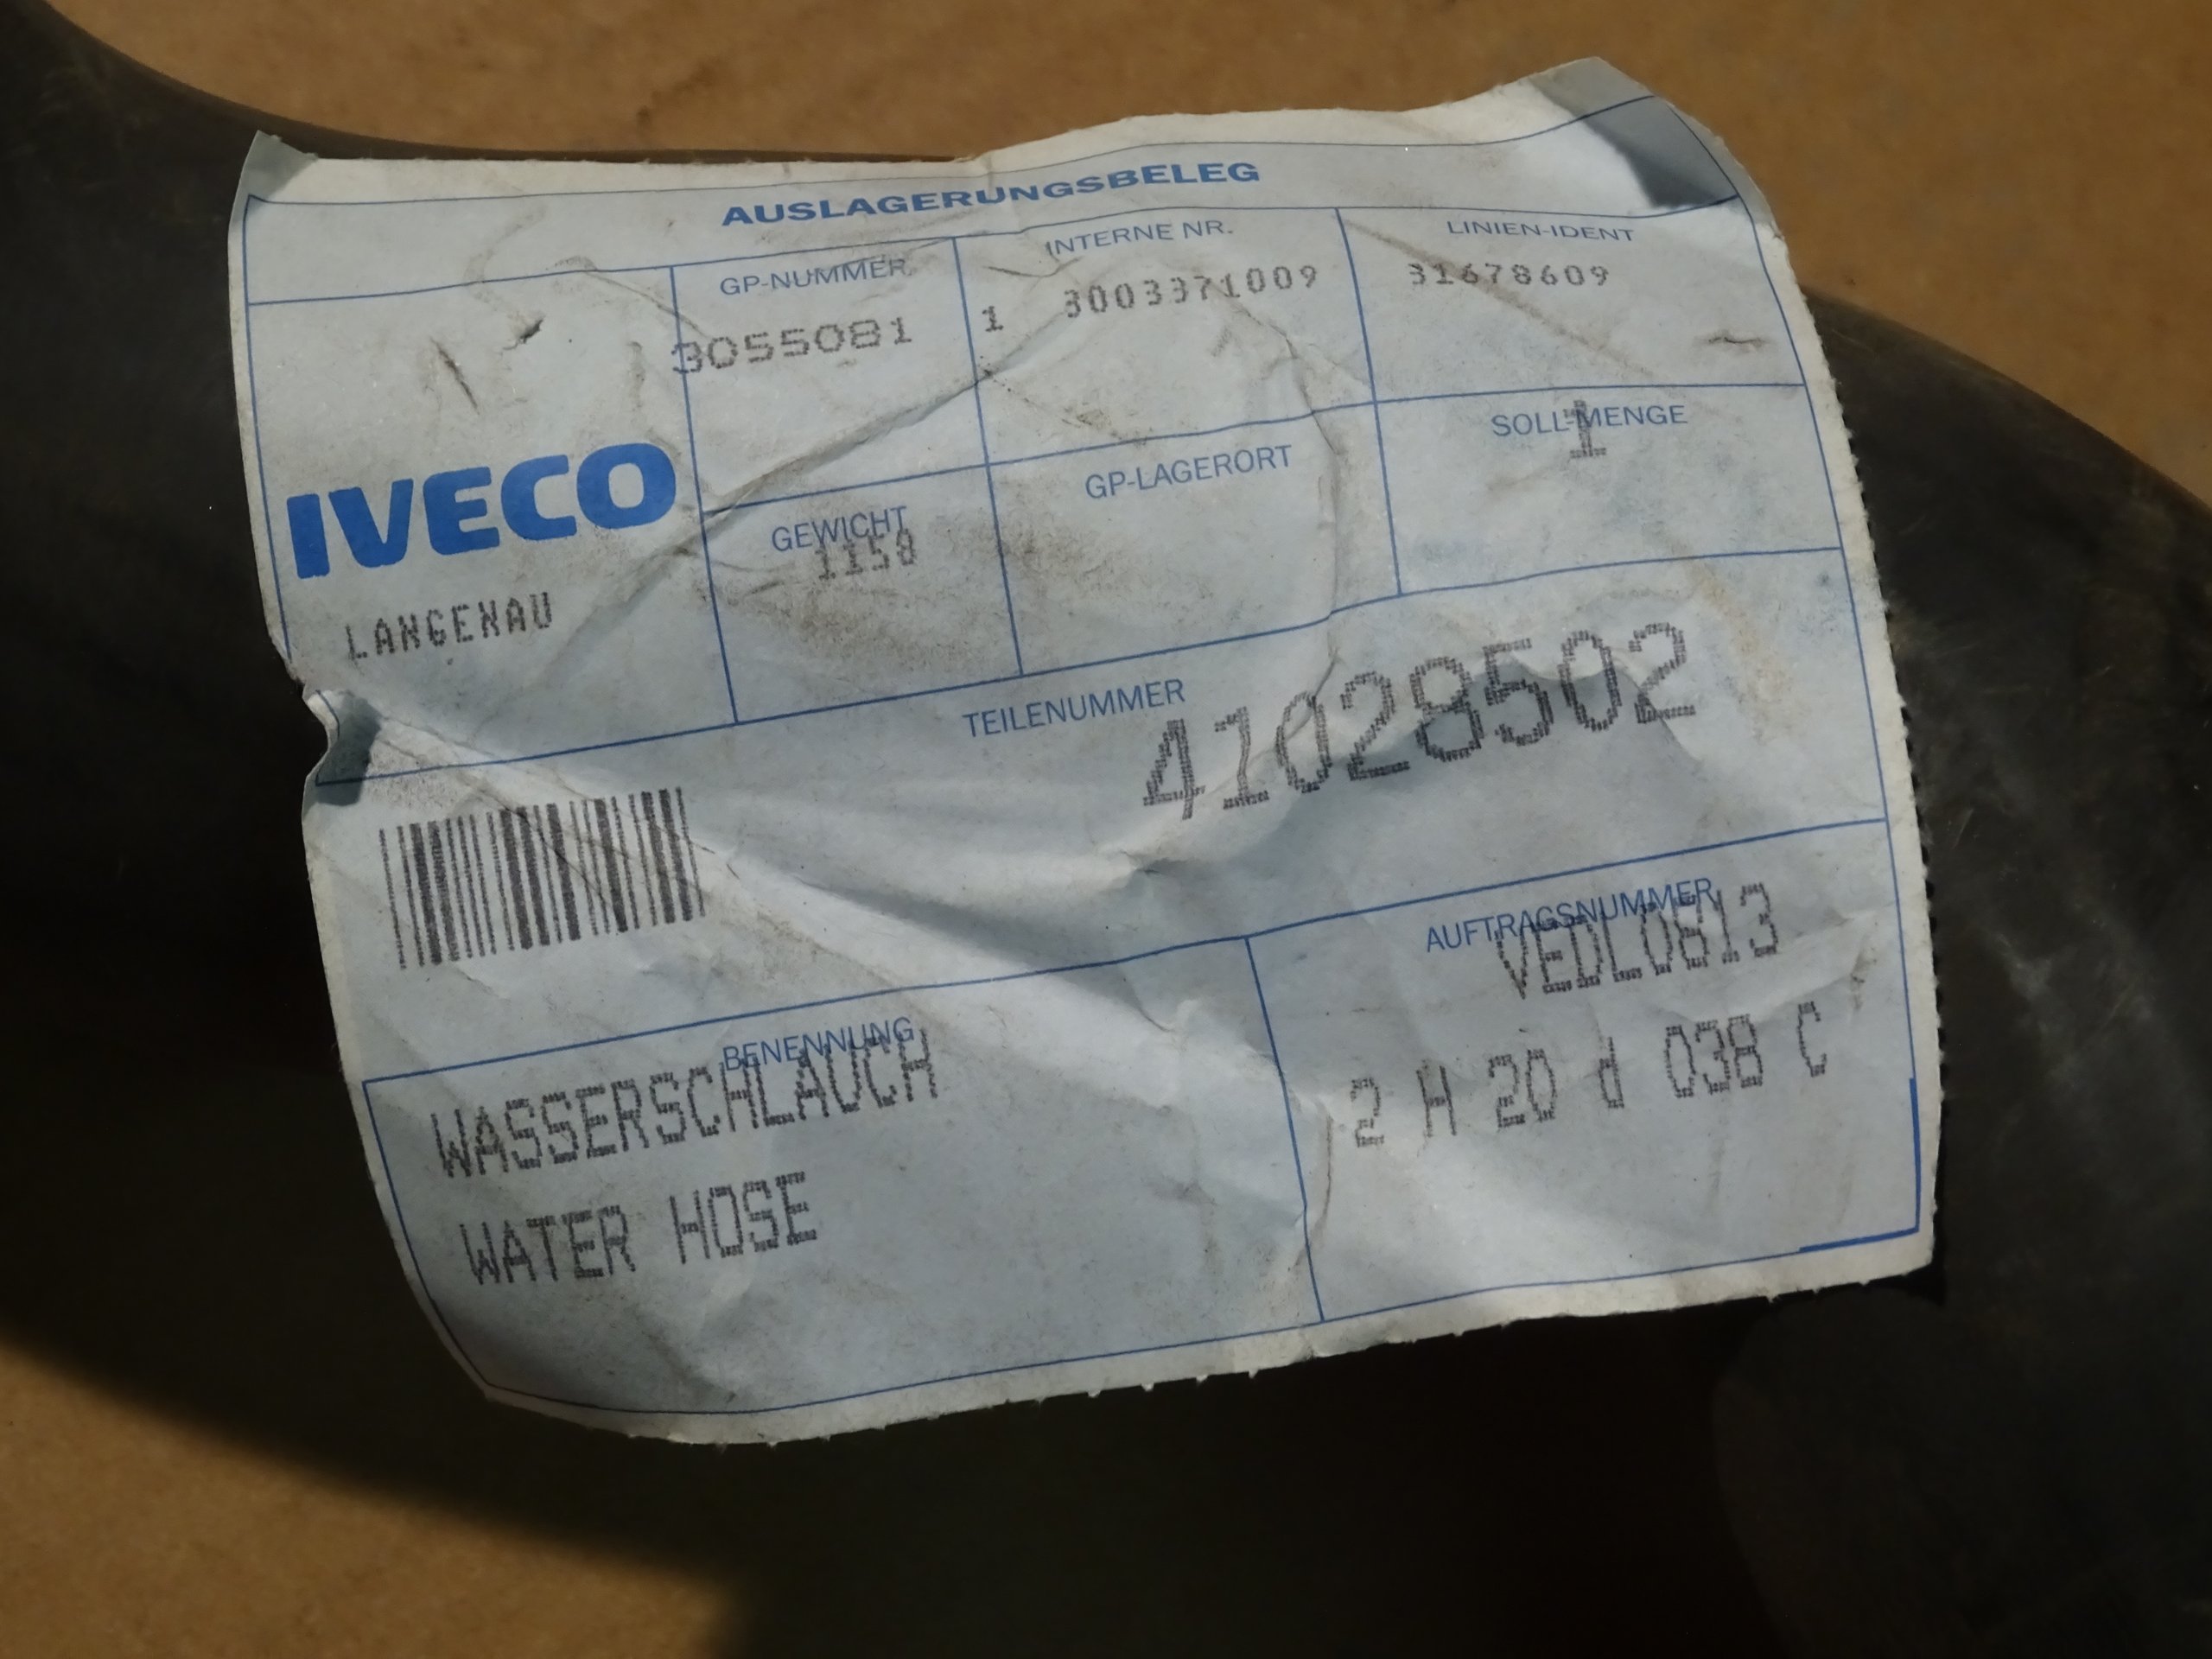 AUSLAGERUNGSBELEG
GP-NUMMER INTERNE NR. LINIEN-IDENT
3055081 1 3003371009 31678609
IVECO
LANGENAU
GEWICHT GP-LAGERORT SOLL-MENGE
1158 1
TEILENUMMER
41028502
BENENNUNG
WASSERSCHLAUCH
WATER HOSE
AUFTRAGSNUMMER
VEDL0813
2 H 20 d 038 C